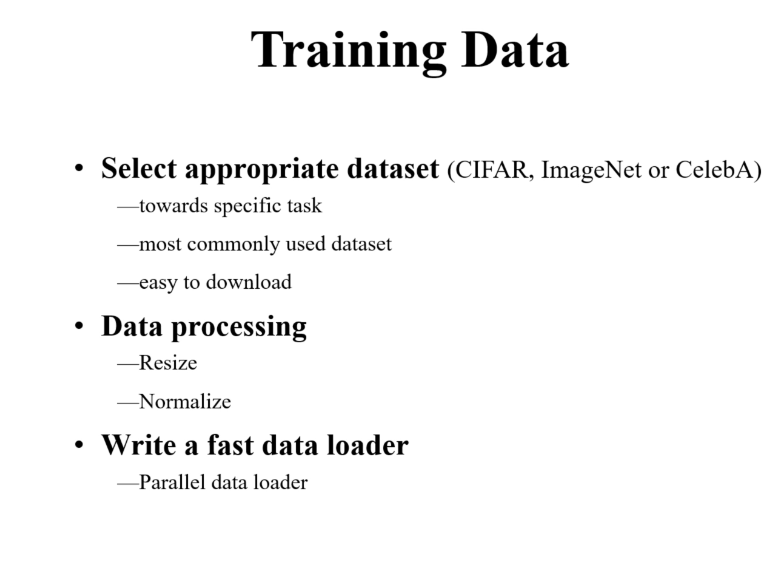 Training Data
• Select appropriate dataset (CIFAR, ImageNet or CelebA)
—towards specific task
—most commonly used dataset
—easy to download
• Data processing
—Resize
—Normalize
• Write a fast data loader
—Parallel data loader